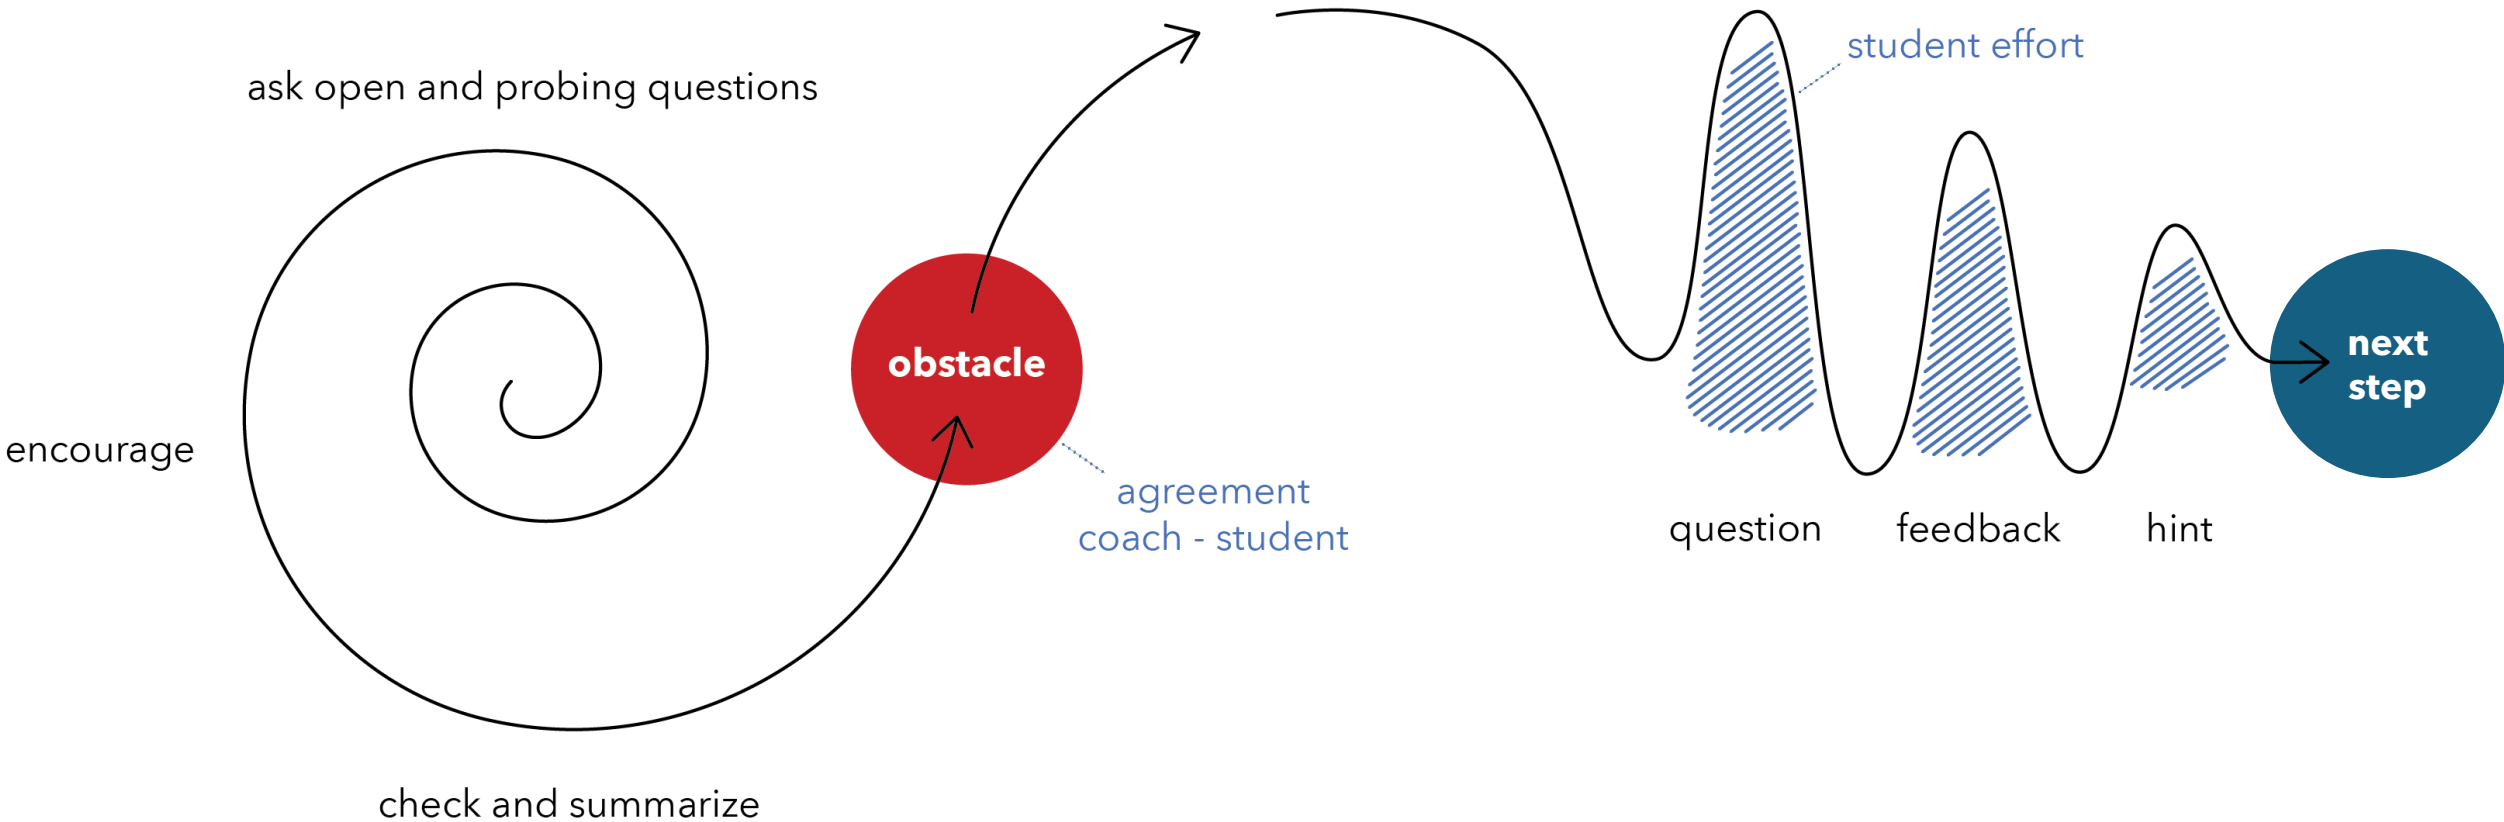 ask open and probing questions
encourage
check and summarize
obstacle
agreement
coach - student
student effort
question
feedback
hint
next
step